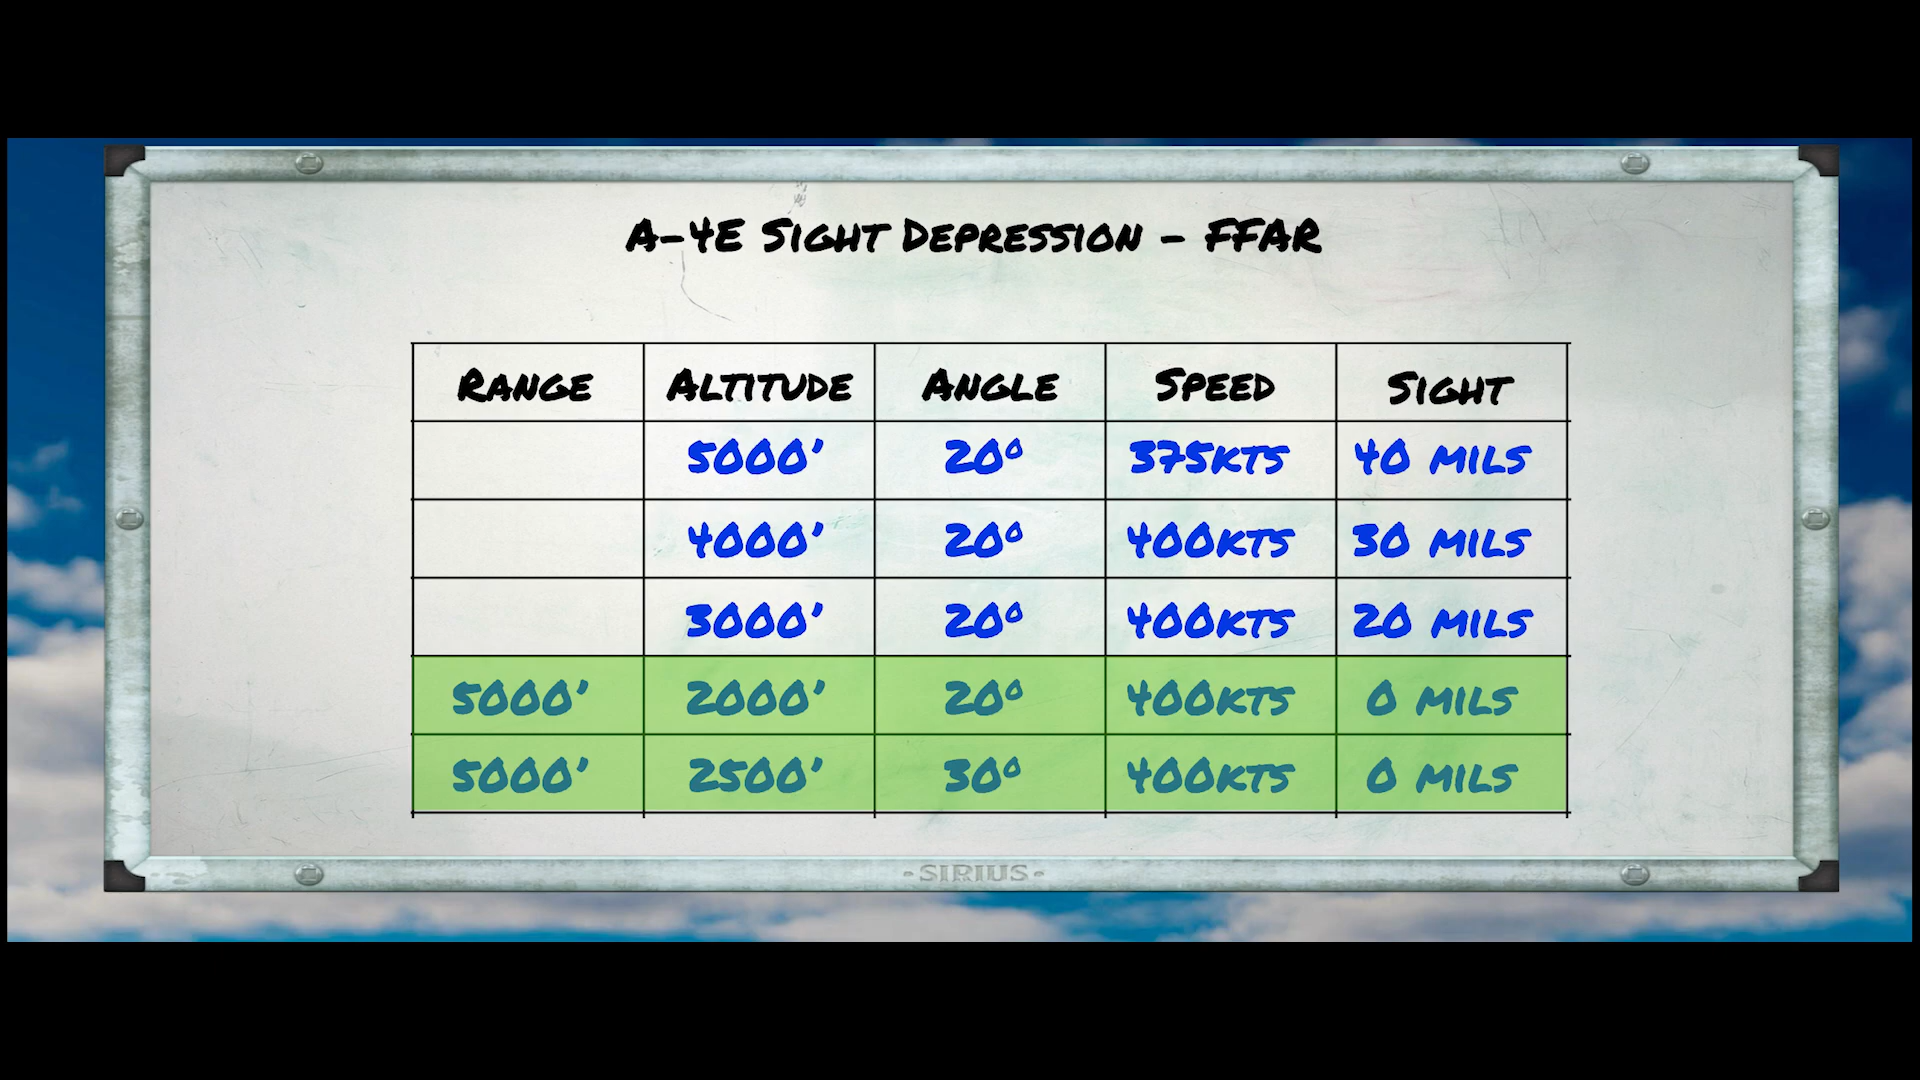 A-4E Sight Depression - FFAR
Range Altitude Angle Speed Sight
5000' 20° 375kts 40 mils
4000' 20° 400kts 30 mils
3000' 20° 400kts 20 mils
5000' 2000' 20° 400kts 0 mils
5000' 2500' 30° 400kts 0 mils
•SIRIUS•